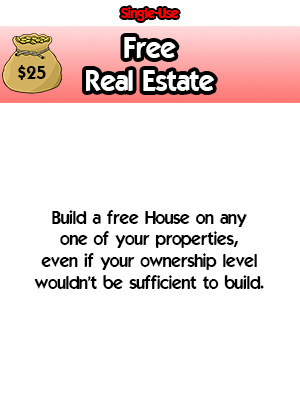 Single-Use
$25
Free
Real Estate
Build a free House on any
one of your properties,
even if your ownership level
wouldn't be sufficient to build.